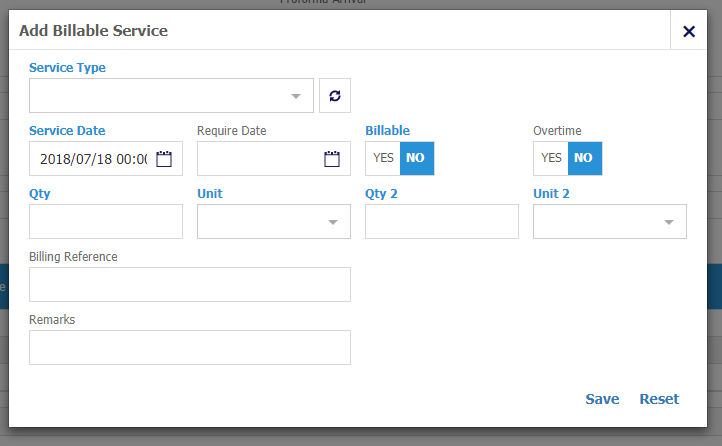 Proforma Arrival
Add Billable Service
Service Type
Service Date Require Date Billable Overtime
2018/07/18 00:00 YES NO YES NO
Qty Unit Qty 2 Unit 2
Billing Reference
Remarks
Save Reset